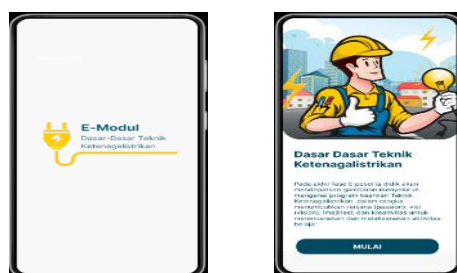 E-Modul
Dasar-Dasar Teknik
Ketenagalistrikan
Dasar Dasar Teknik
Ketenagalistrikan
Pada akhir fase E peserta didik akan
mendapatkan gambaran menyeluruh
mengenai program keahlian Teknik
Ketenagalistrikan dalam rangka
menumbuhkan renjana (passion), visi
(vision), imajinasi, dan kreativitas untuk
merencanakan dan melaksanakan aktivitas
belajar.
MULAI